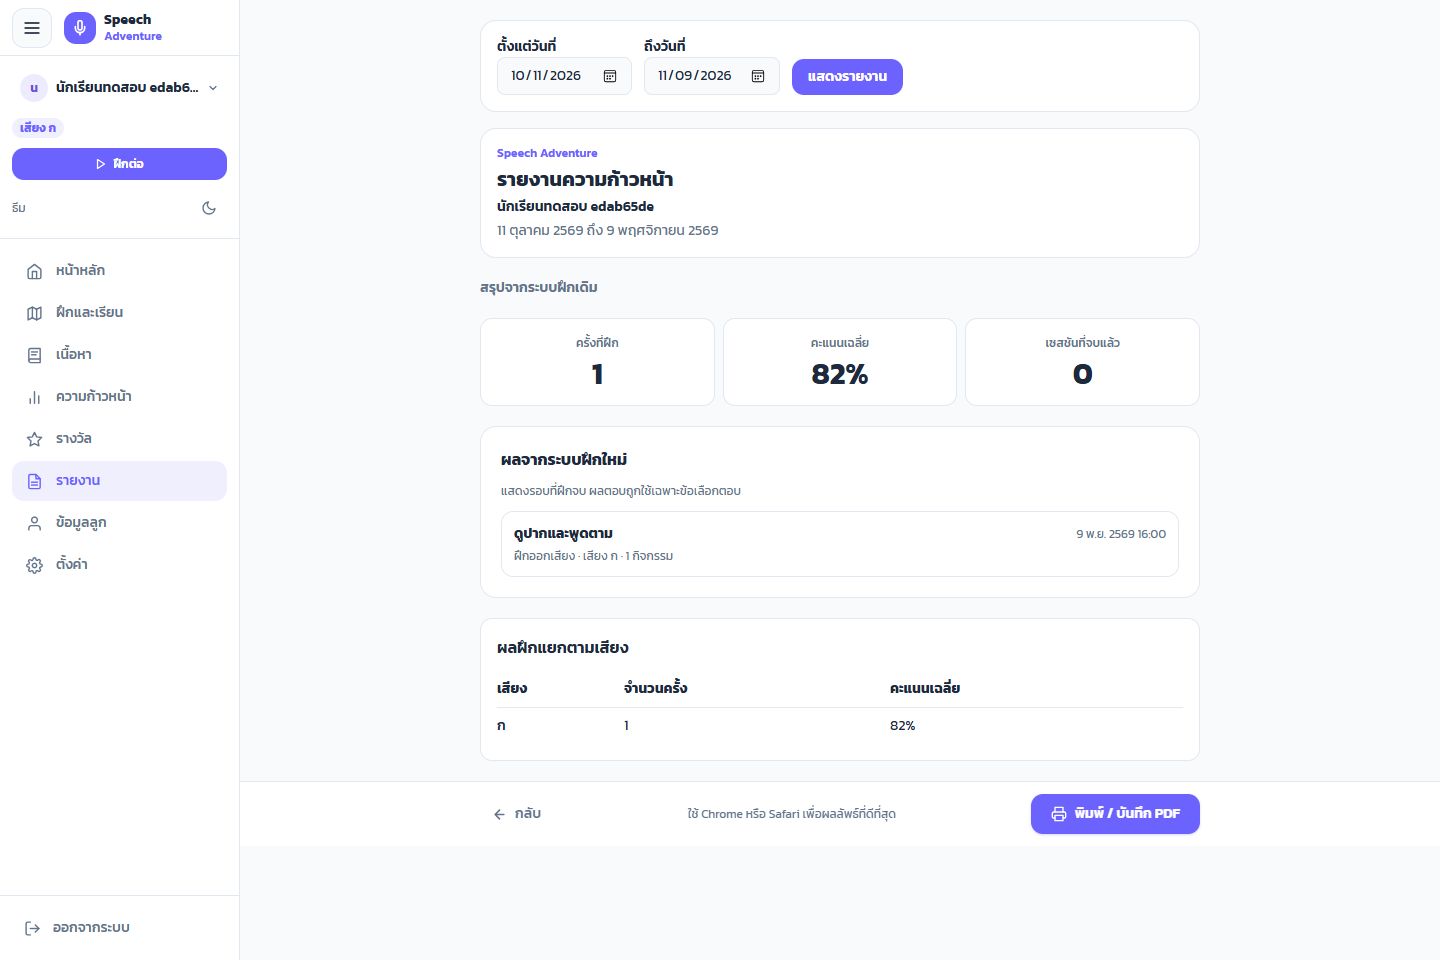 Speech
Adventure
น
นักเรียนทดสอบ edab6...
เสียง ก
ฝึกต่อ
ธีม
หน้าหลัก
ฝึกและเรียน
เนื้อหา
ความก้าวหน้า
รางวัล
รายงาน
ข้อมูลลูก
ตั้งค่า
ออกจากระบบ
ตั้งแต่วันที่
ถึงวันที่
10/11/2026
11/09/2026
แสดงรายงาน
Speech Adventure
รายงานความก้าวหน้า
นักเรียนทดสอบ edab65de
11 ตุลาคม 2569 ถึง 9 พฤศจิกายน 2569
สรุปจากระบบฝึกเดิม
ครั้งที่ฝึก
1
คะแนนเฉลี่ย
82%
เซสชันที่จบแล้ว
0
ผลจากระบบฝึกใหม่
แสดงรอบที่ฝึกจบ ผลตอบถูกใช้เฉพาะข้อเลือกตอบ
ดูปากและพูดตาม
9 พ.ย. 2569 16:00
ฝึกออกเสียง · เสียง ก · 1 กิจกรรม
ผลฝึกแยกตามเสียง
เสียง จำนวนครั้ง คะแนนเฉลี่ย
ก 1 82%
กลับ
ใช้ Chrome หรือ Safari เพื่อผลลัพธ์ที่ดีที่สุด
พิมพ์ / บันทึก PDF